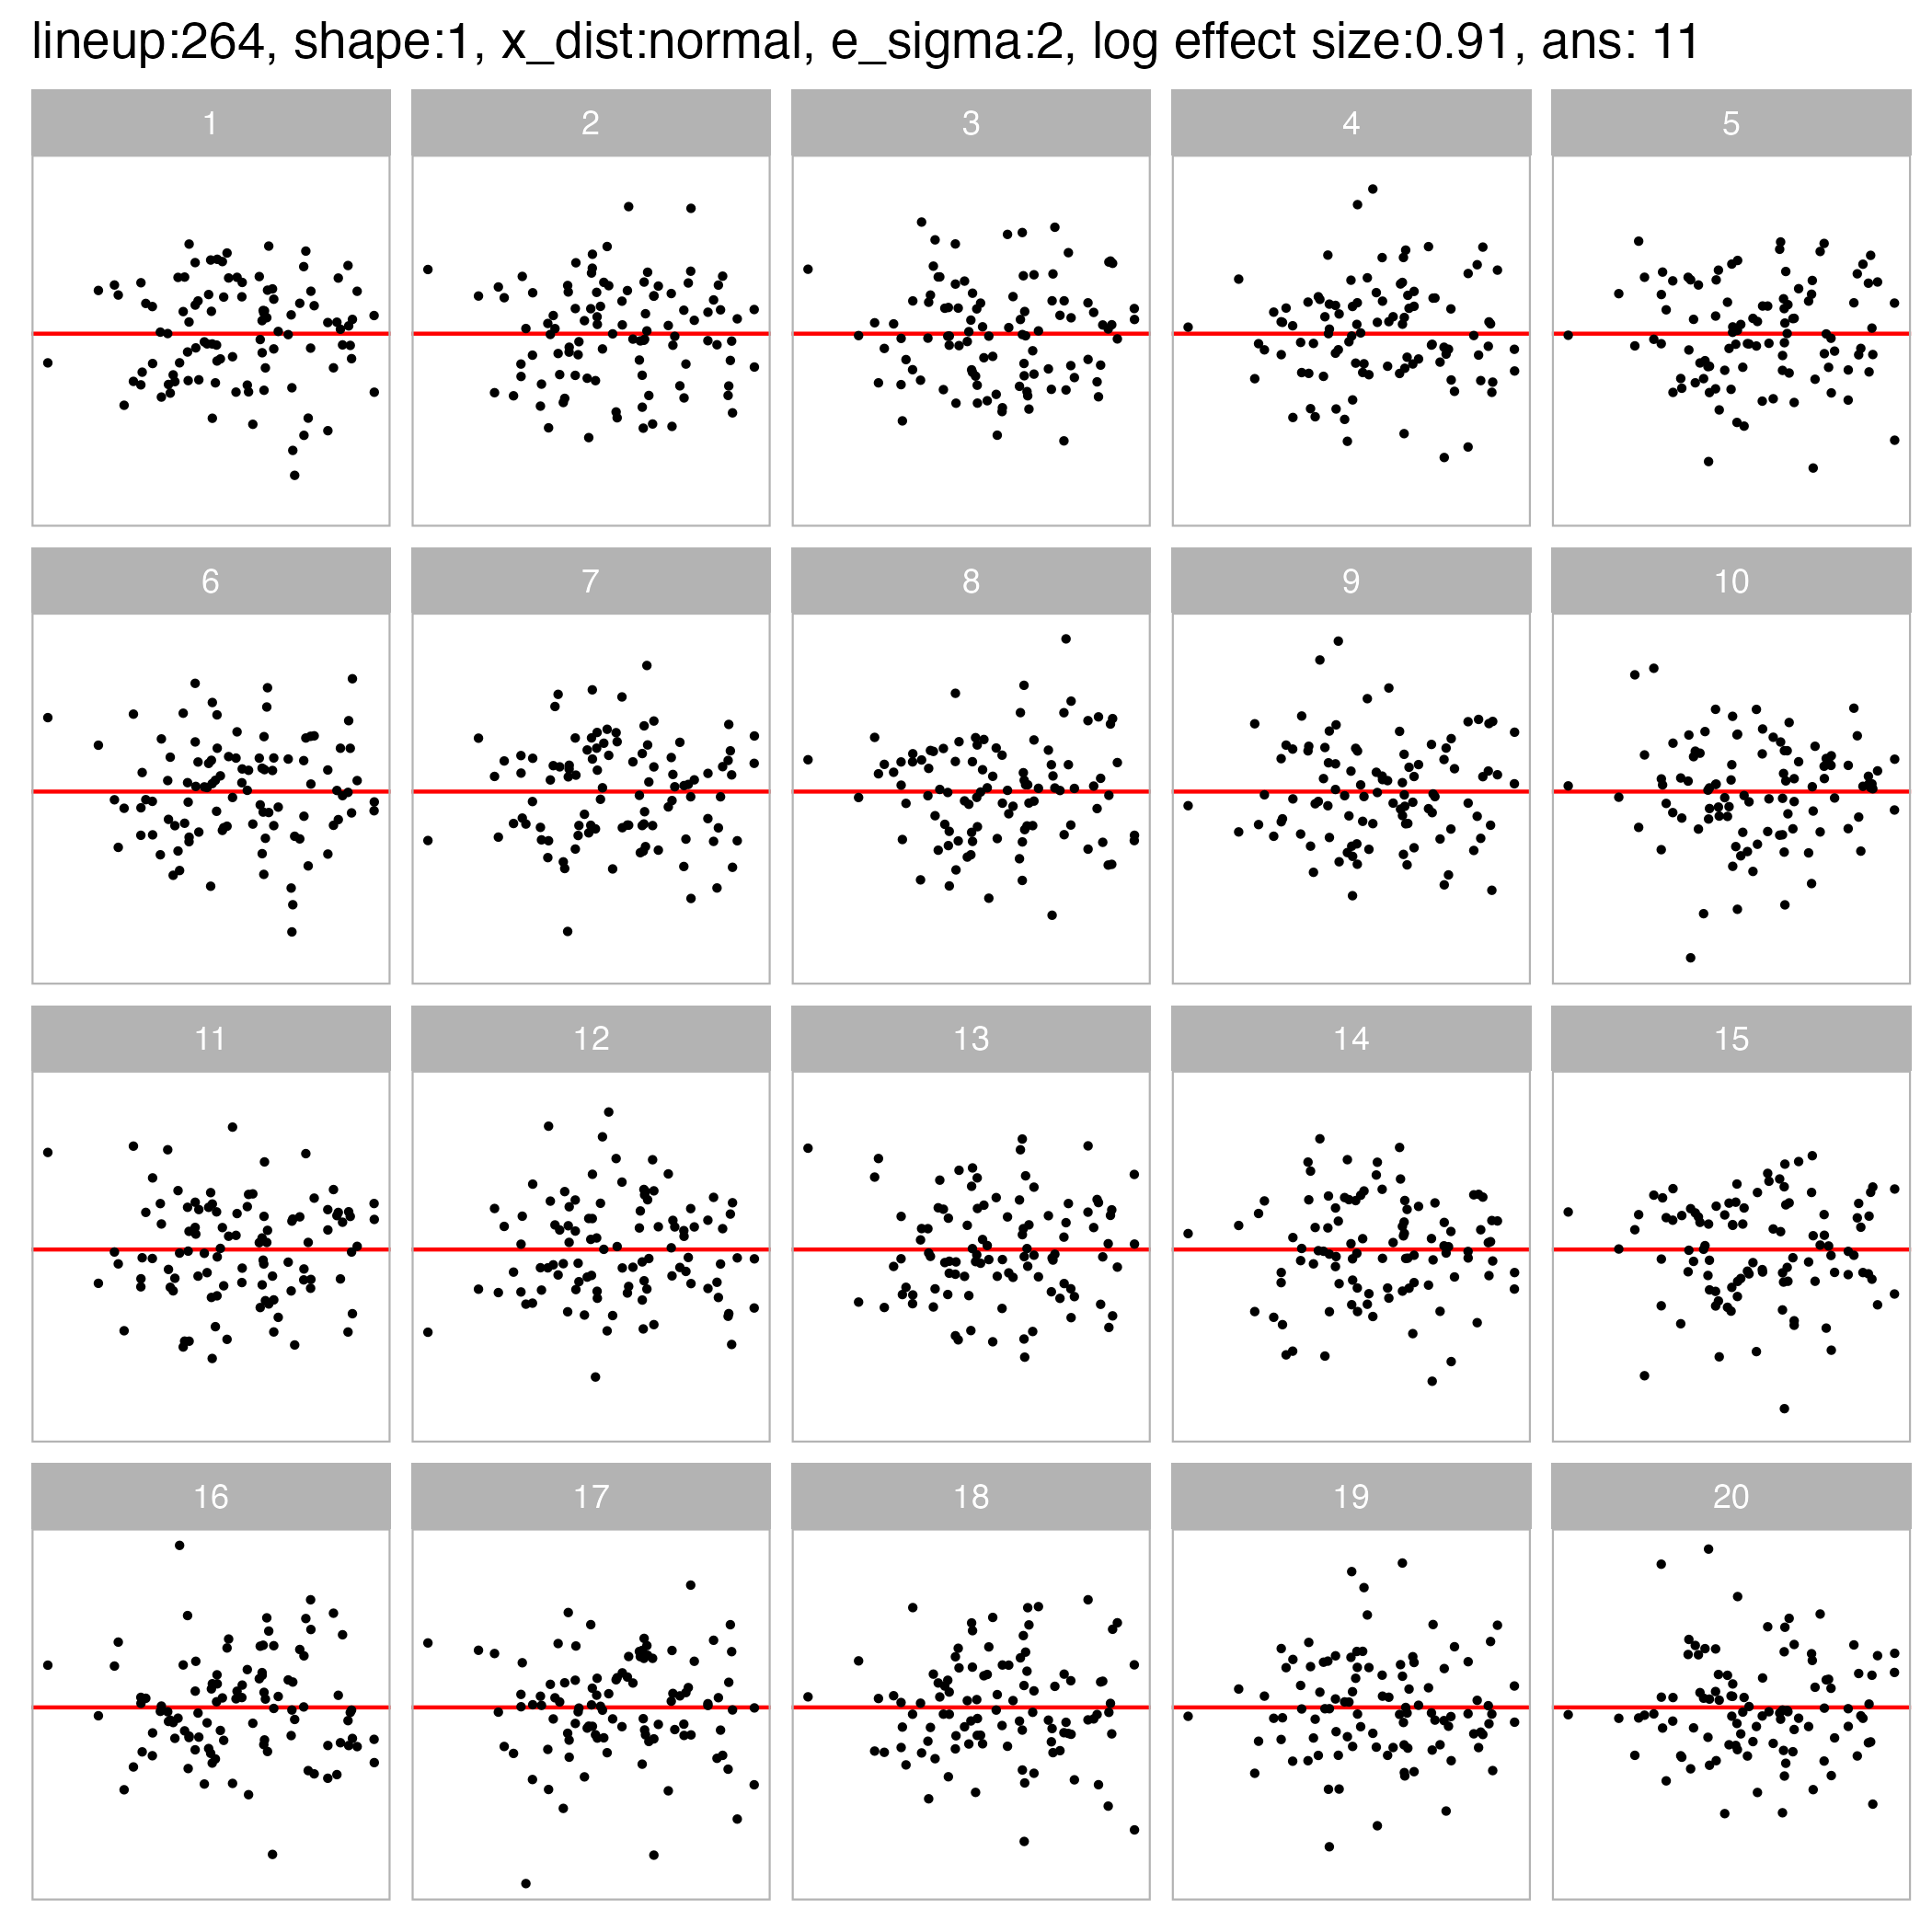 lineup:264, shape:1, x_dist:normal, e_sigma:2, log effect size:0.91, ans: 11
1 2 3 4 5
6 7 8 9 10
11 12 13 14 15
16 17 18 19 20